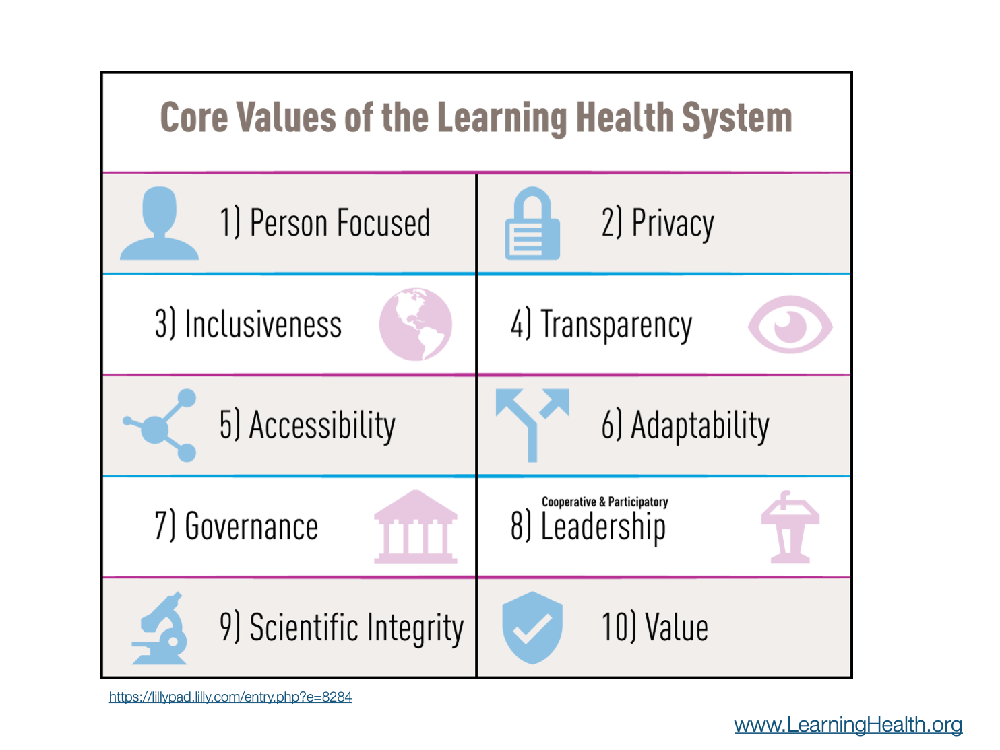 Core Values of the Learning Health System
1) Person Focused
2) Privacy
3) Inclusiveness
4) Transparency
5) Accessibility
6) Adaptability
7) Governance
Cooperative & Participatory
8) Leadership
9) Scientific Integrity
10) Value
https://lillypad.lilly.com/entry.php?e=8284
www.LearningHealth.org